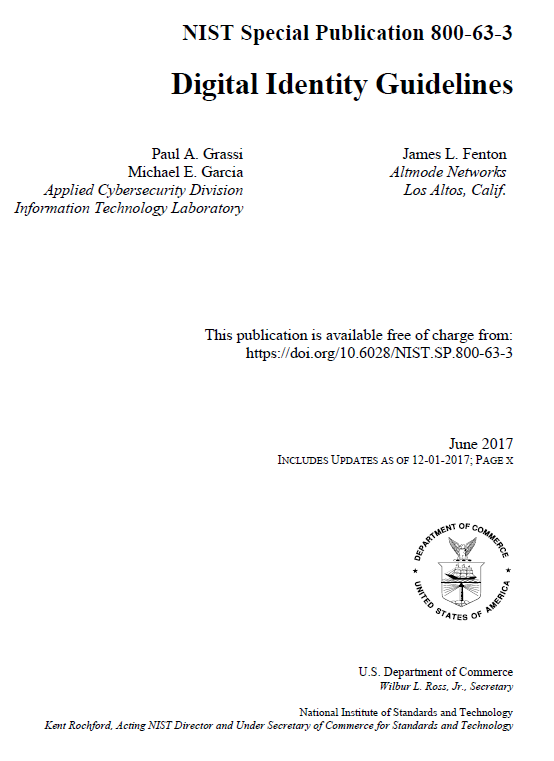 NIST Special Publication 800-63-3
Digital Identity Guidelines
Paul A. Grassi
Michael E. Garcia
Applied Cybersecurity Division
Information Technology Laboratory
James L. Fenton
Altmode Networks
Los Altos, Calif.
This publication is available free of charge from:
https://doi.org/10.6028/NIST.SP.800-63-3
June 2017
INCLUDES UPDATES AS OF 12-01-2017; PAGE X
DEPARTMENT OF COMMERCE
UNITED STATES OF AMERICA
U.S. Department of Commerce
Wilbur L. Ross, Jr., Secretary
National Institute of Standards and Technology
Kent Rochford, Acting NIST Director and Under Secretary of Commerce for Standards and Technology